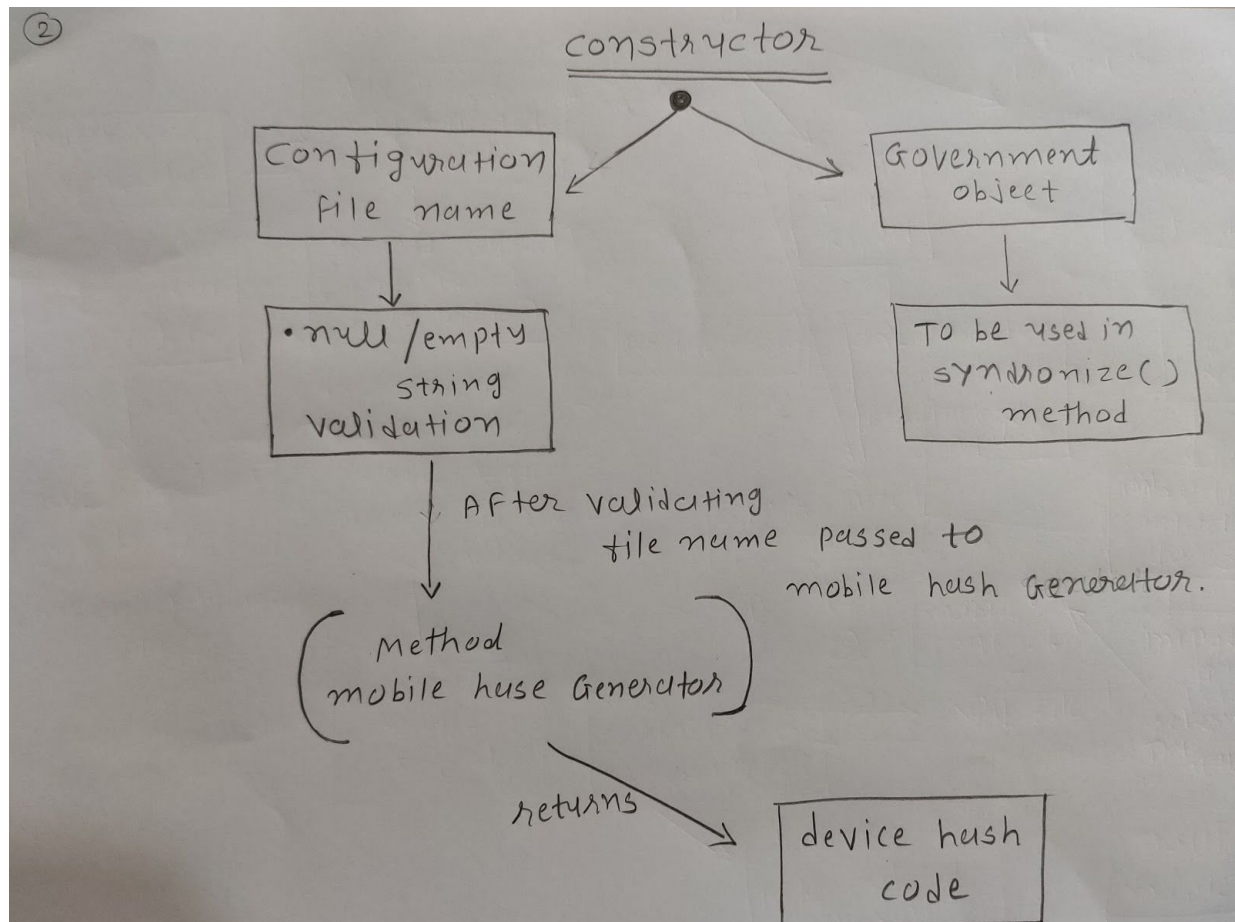 2
constructor
Configuration
file name
Government
object
• null / empty
string
validation
To be used in
syndronize()
method
After validating
file name passed to
mobile hash Generator.
Method
mobile huse Generator
returns
device hash
code